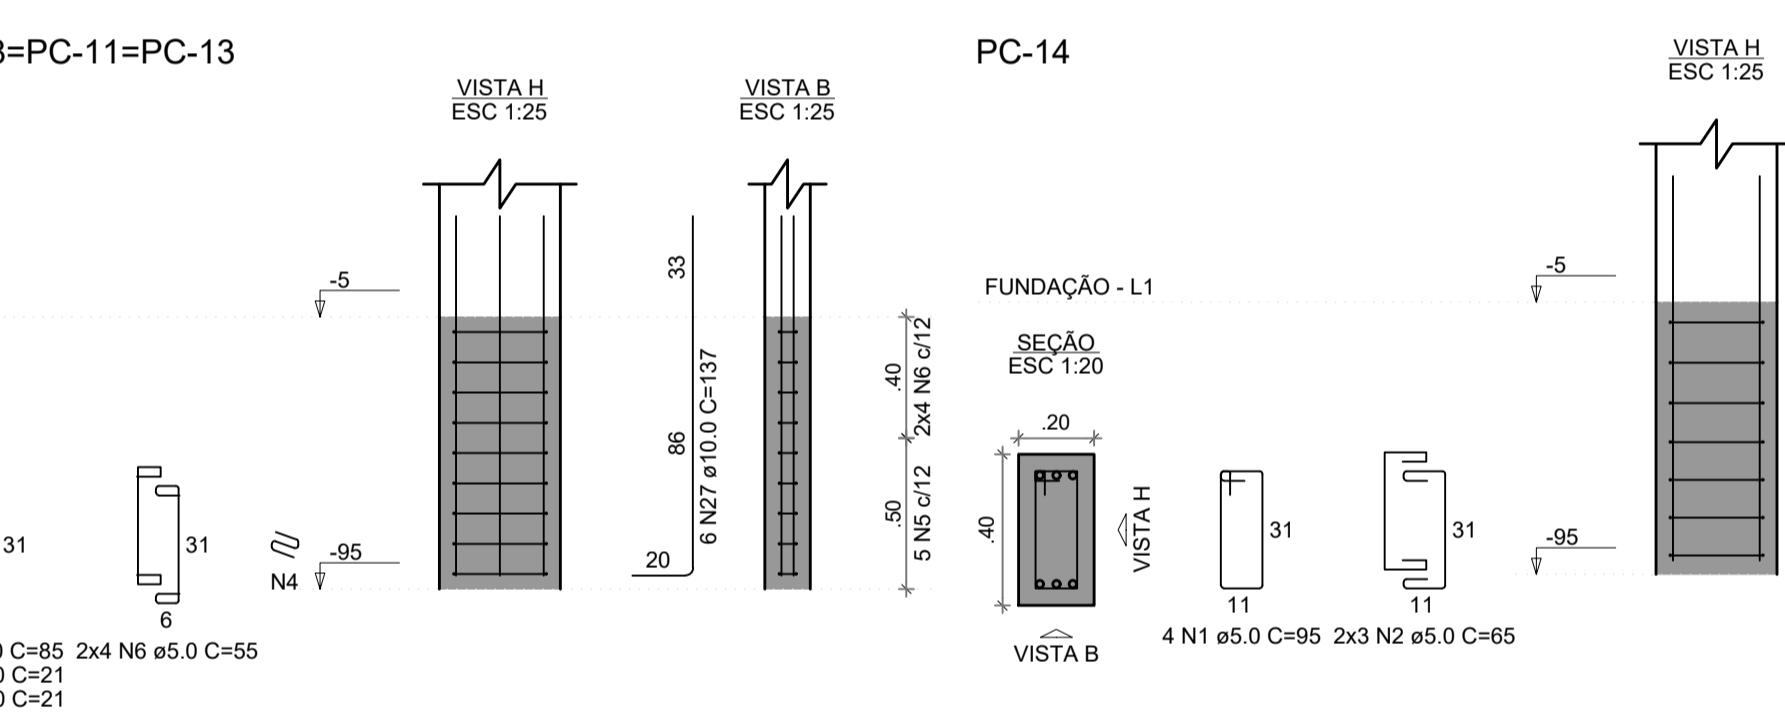 8=PC-11=PC-13
VISTA H
ESC 1:25
VISTA B
ESC 1:25
-5
33
86
6 N27 ø10.0 C=137
20
.40
2x4 N6 c/12
.50
5 N5 c/12
31
31
6
N4
-95
0 C=85 2x4 N6 ø5.0 C=55
0 C=21
0 C=21
PC-14
VISTA H
ESC 1:25
FUNDAÇÃO - L1
-5
SEÇÃO
ESC 1:20
.20
.40
VISTA H
VISTA B
31
11
31
11
4 N1 ø5.0 C=95 2x3 N2 ø5.0 C=65
-95